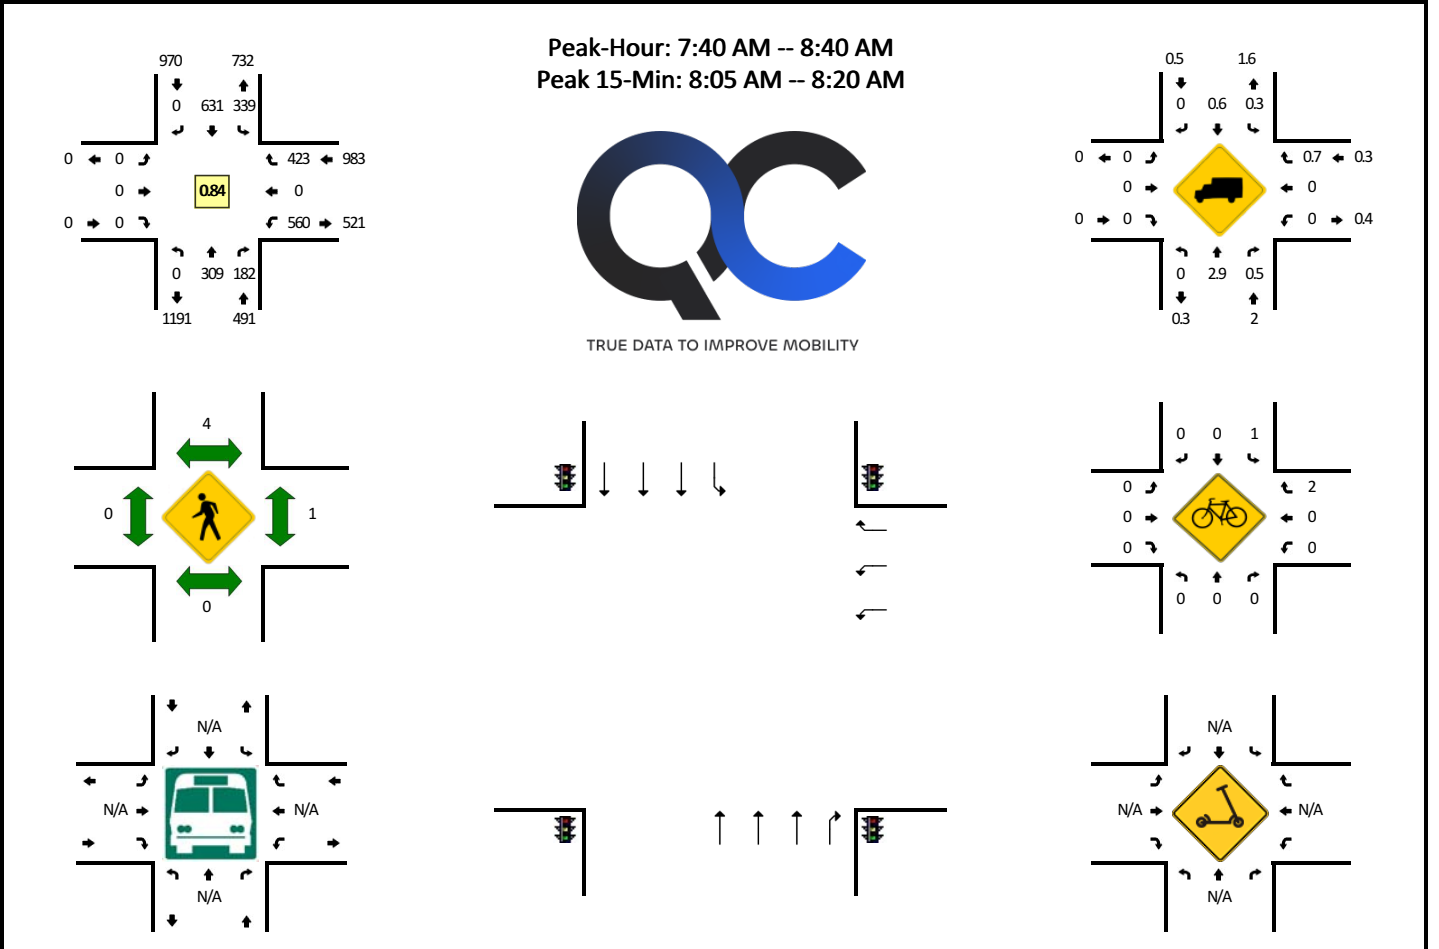 Peak-Hour: 7:40 AM -- 8:40 AM
Peak 15-Min: 8:05 AM -- 8:20 AM
970 732
0 631 339
0 0 423 983
0 0.84 0
0 0 560 521
0 309 182
1191 491
TRUE DATA TO IMPROVE MOBILITY
0.5 1.6
0 0.6 0.3
0 0 0.7 0.3
0 0
0 0 0 0.4
0 2.9 0.5
0.3 2
4
0 1
0
0 0 1
0 2
0 0
0 0
0 0 0
N/A
N/A N/A
N/A
N/A
N/A N/A
N/A